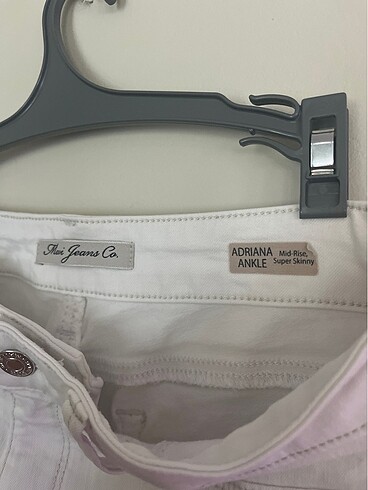 Mavi Jeans Co.
ADRIANA Mid-Rise,
ANKLE Super Skinny